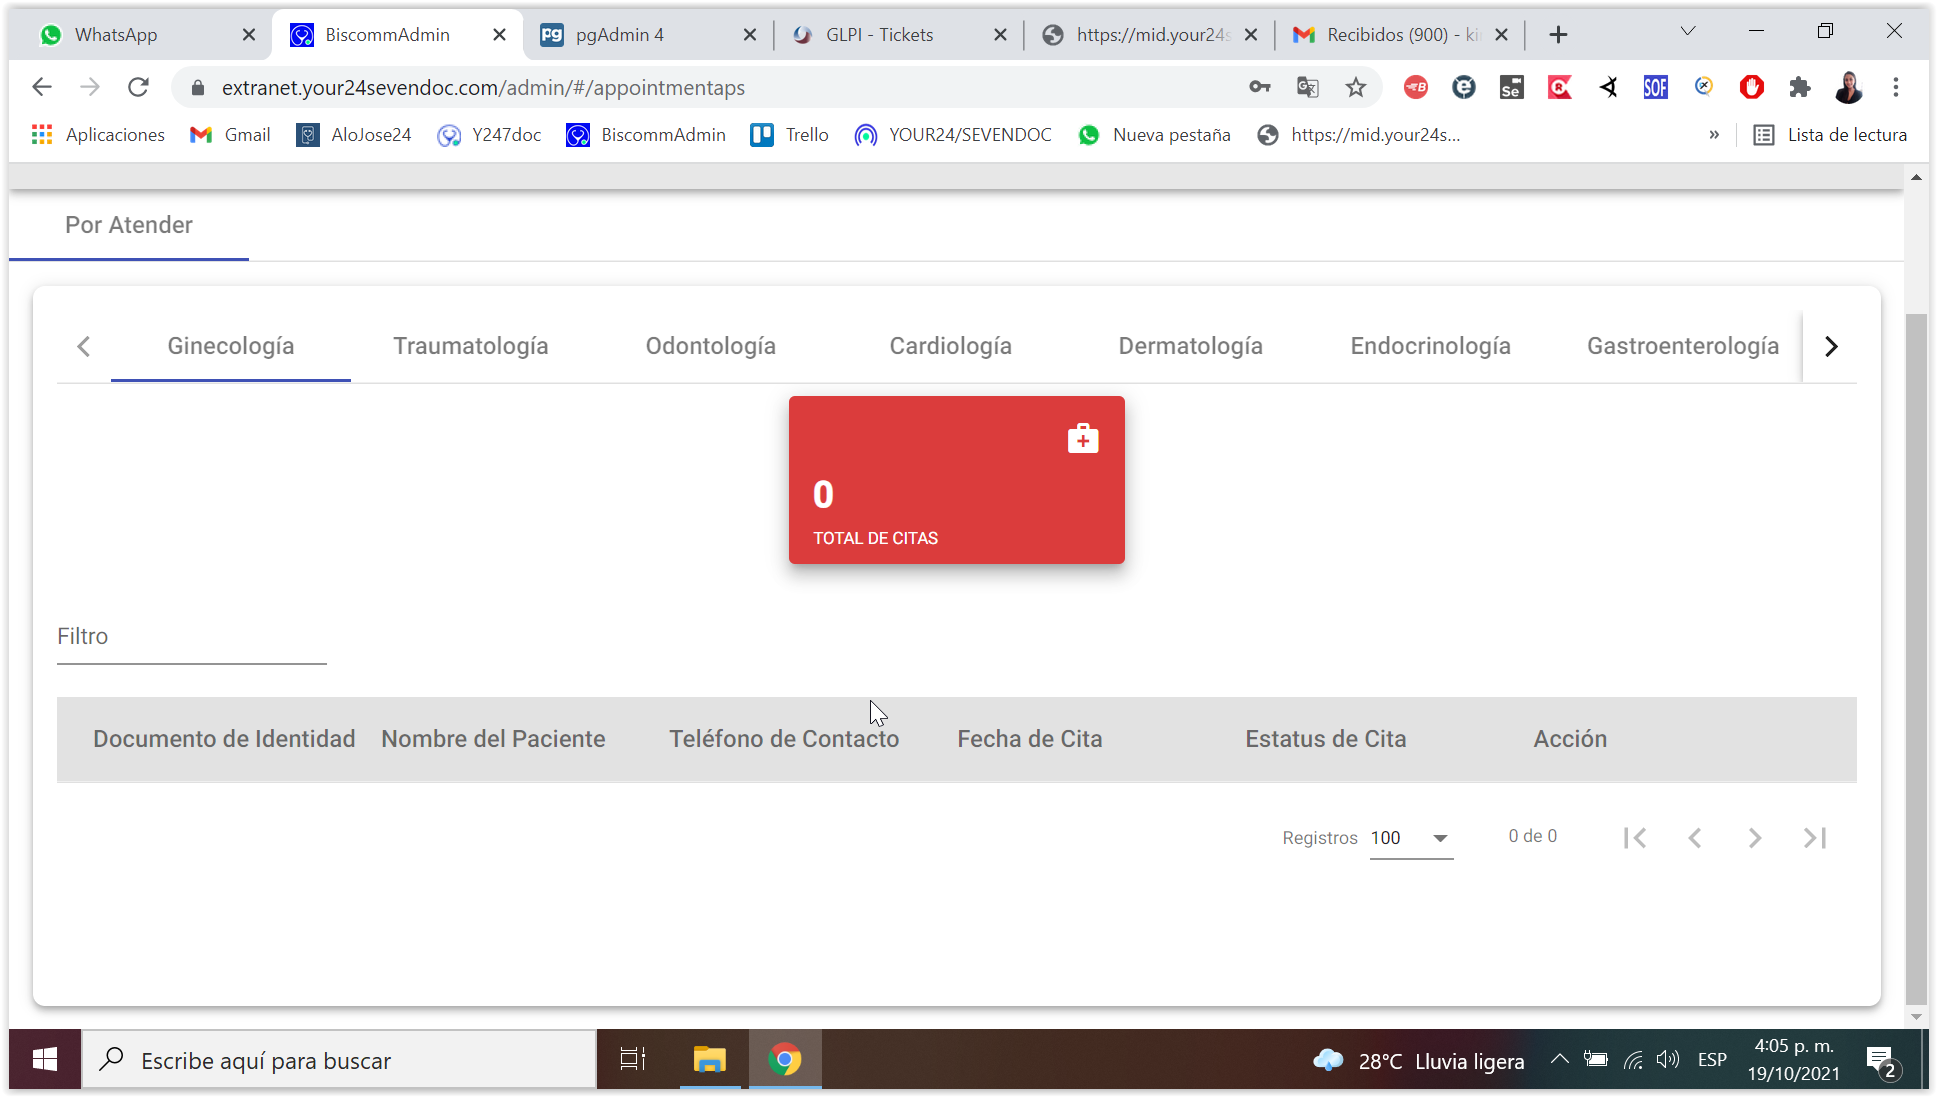 WhatsApp
BiscommAdmin
pgAdmin 4
GLPI - Tickets
https://mid.your24s
Recibidos (900) - ki
extranet.your24sevendoc.com/admin/#/appointmentaps
Aplicaciones
Gmail
AloJose24
Y247doc
BiscommAdmin
Trello
YOUR24/SEVENDOC
Nueva pestaña
https://mid.your24s...
»
Lista de lectura
Por Atender
Ginecología
Traumatología
Odontología
Cardiología
Dermatología
Endocrinología
Gastroenterología
0
TOTAL DE CITAS
Filtro
Documento de Identidad
Nombre del Paciente
Teléfono de Contacto
Fecha de Cita
Estatus de Cita
Acción
Registros
100
0 de 0
Escribe aquí para buscar
28°C Lluvia ligera
ESP
4:05 p. m.
19/10/2021
2